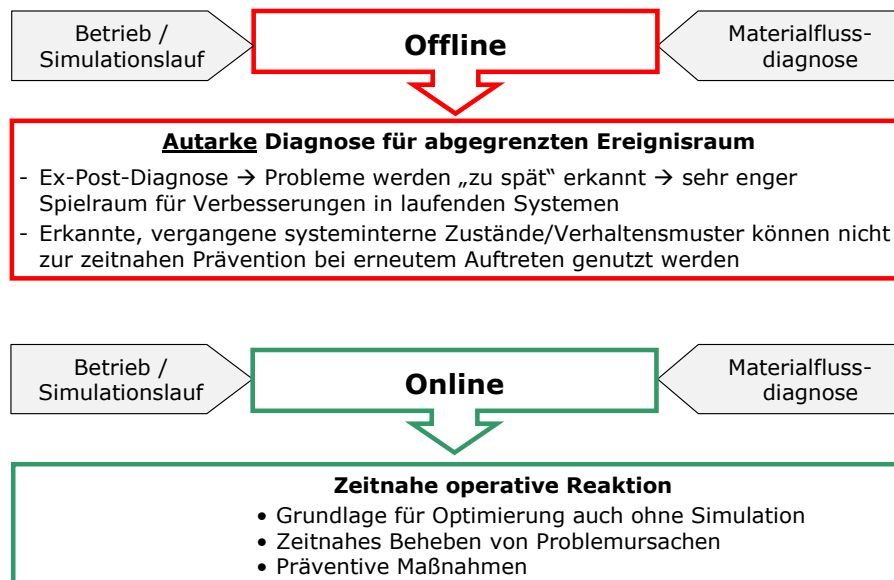 Betrieb /
Simulationslauf
Offline
Materialfluss-
diagnose
Autarke Diagnose für abgegrenzten Ereignisraum
- Ex-Post-Diagnose → Probleme werden „zu spät“ erkannt → sehr enger
Spielraum für Verbesserungen in laufenden Systemen
- Erkannte, vergangene systeminterne Zustände/Verhaltensmuster können nicht
zur zeitnahen Prävention bei erneutem Auftreten genutzt werden
Betrieb /
Simulationslauf
Online
Materialfluss-
diagnose
Zeitnahe operative Reaktion
• Grundlage für Optimierung auch ohne Simulation
• Zeitnahes Beheben von Problemursachen
• Präventive Maßnahmen